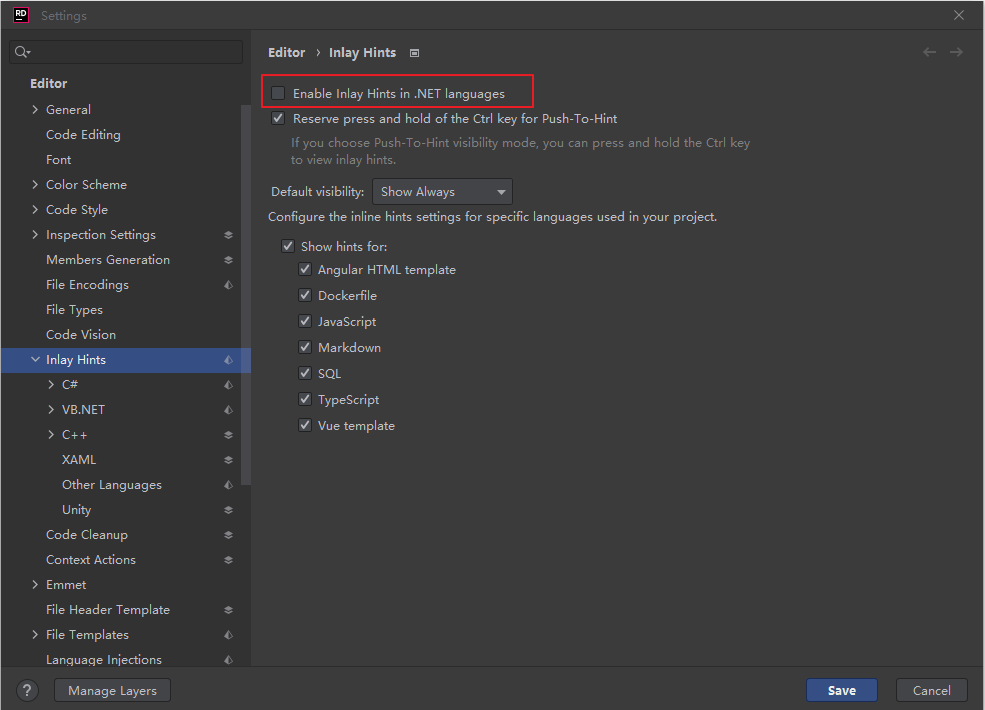 RD
Settings
Editor
General
Code Editing
Font
Color Scheme
Code Style
Inspection Settings
Members Generation
File Encodings
File Types
Code Vision
Inlay Hints
C#
VB.NET
C++
XAML
Other Languages
Unity
Code Cleanup
Context Actions
Emmet
File Header Template
File Templates
Language Injections
Editor › Inlay Hints
Enable Inlay Hints in .NET languages
Reserve press and hold of the Ctrl key for Push-To-Hint
If you choose Push-To-Hint visibility mode, you can press and hold the Ctrl key
to view inlay hints.
Default visibility: Show Always
Configure the inline hints settings for specific languages used in your project.
Show hints for:
Angular HTML template
Dockerfile
JavaScript
Markdown
SQL
TypeScript
Vue template
? Manage Layers Save Cancel